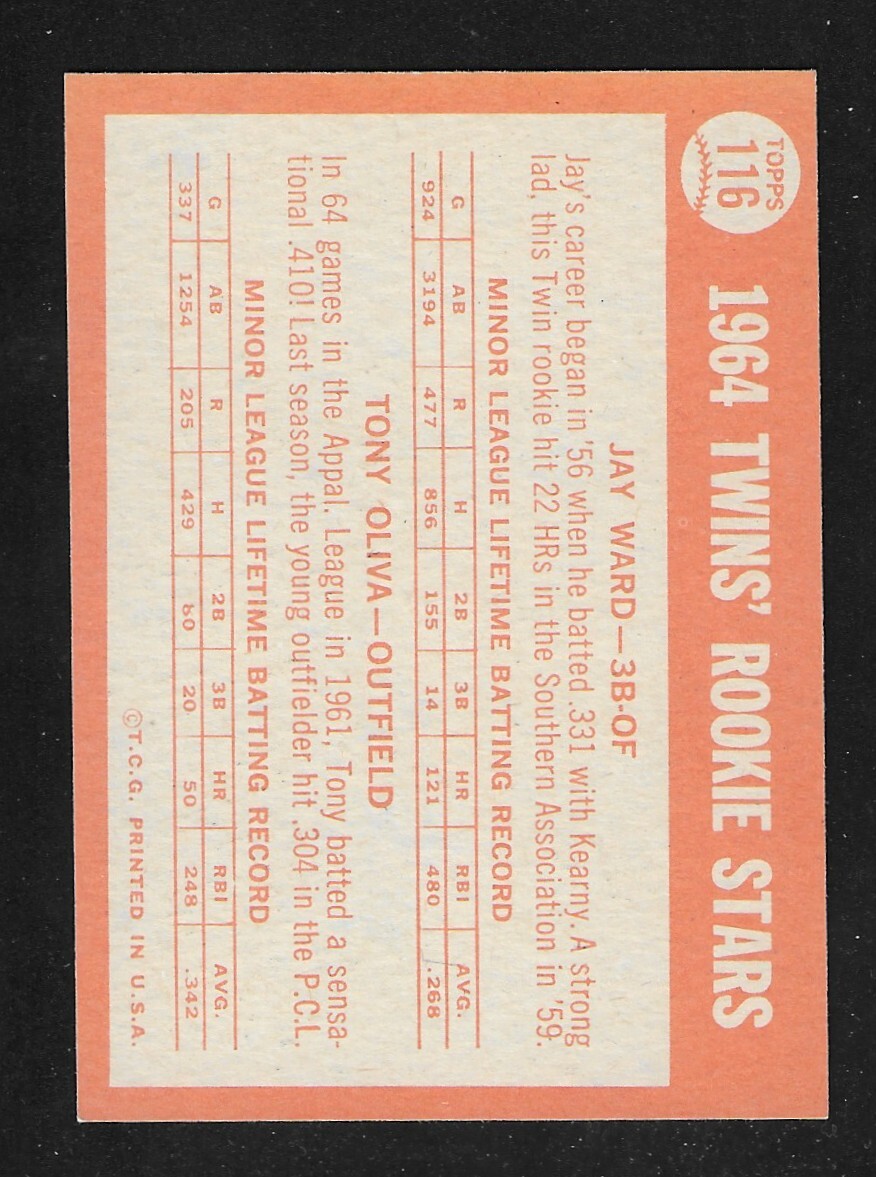 TOPPS
116
1964 TWINS' ROOKIE STARS
JAY WARD—3B-OF
Jay's career began in '56 when he batted .331 with Kearny. A strong
lad, this Twin rookie hit 22 HRs in the Southern Association in '59.
MINOR LEAGUE LIFETIME BATTING RECORD
G AB R H 2B 3B HR RBI AVG.
924 3194 477 856 155 14 121 480 .268
TONY OLIVA—OUTFIELD
In 64 games in the Appal. League in 1961, Tony batted a sensa-
tional .410! Last season, the young outfielder hit .304 in the P.C.L.
MINOR LEAGUE LIFETIME BATTING RECORD
G AB R H 2B 3B HR RBI AVG.
337 1254 205 429 80 20 50 248 .342
©T.C.G. PRINTED IN U.S.A.